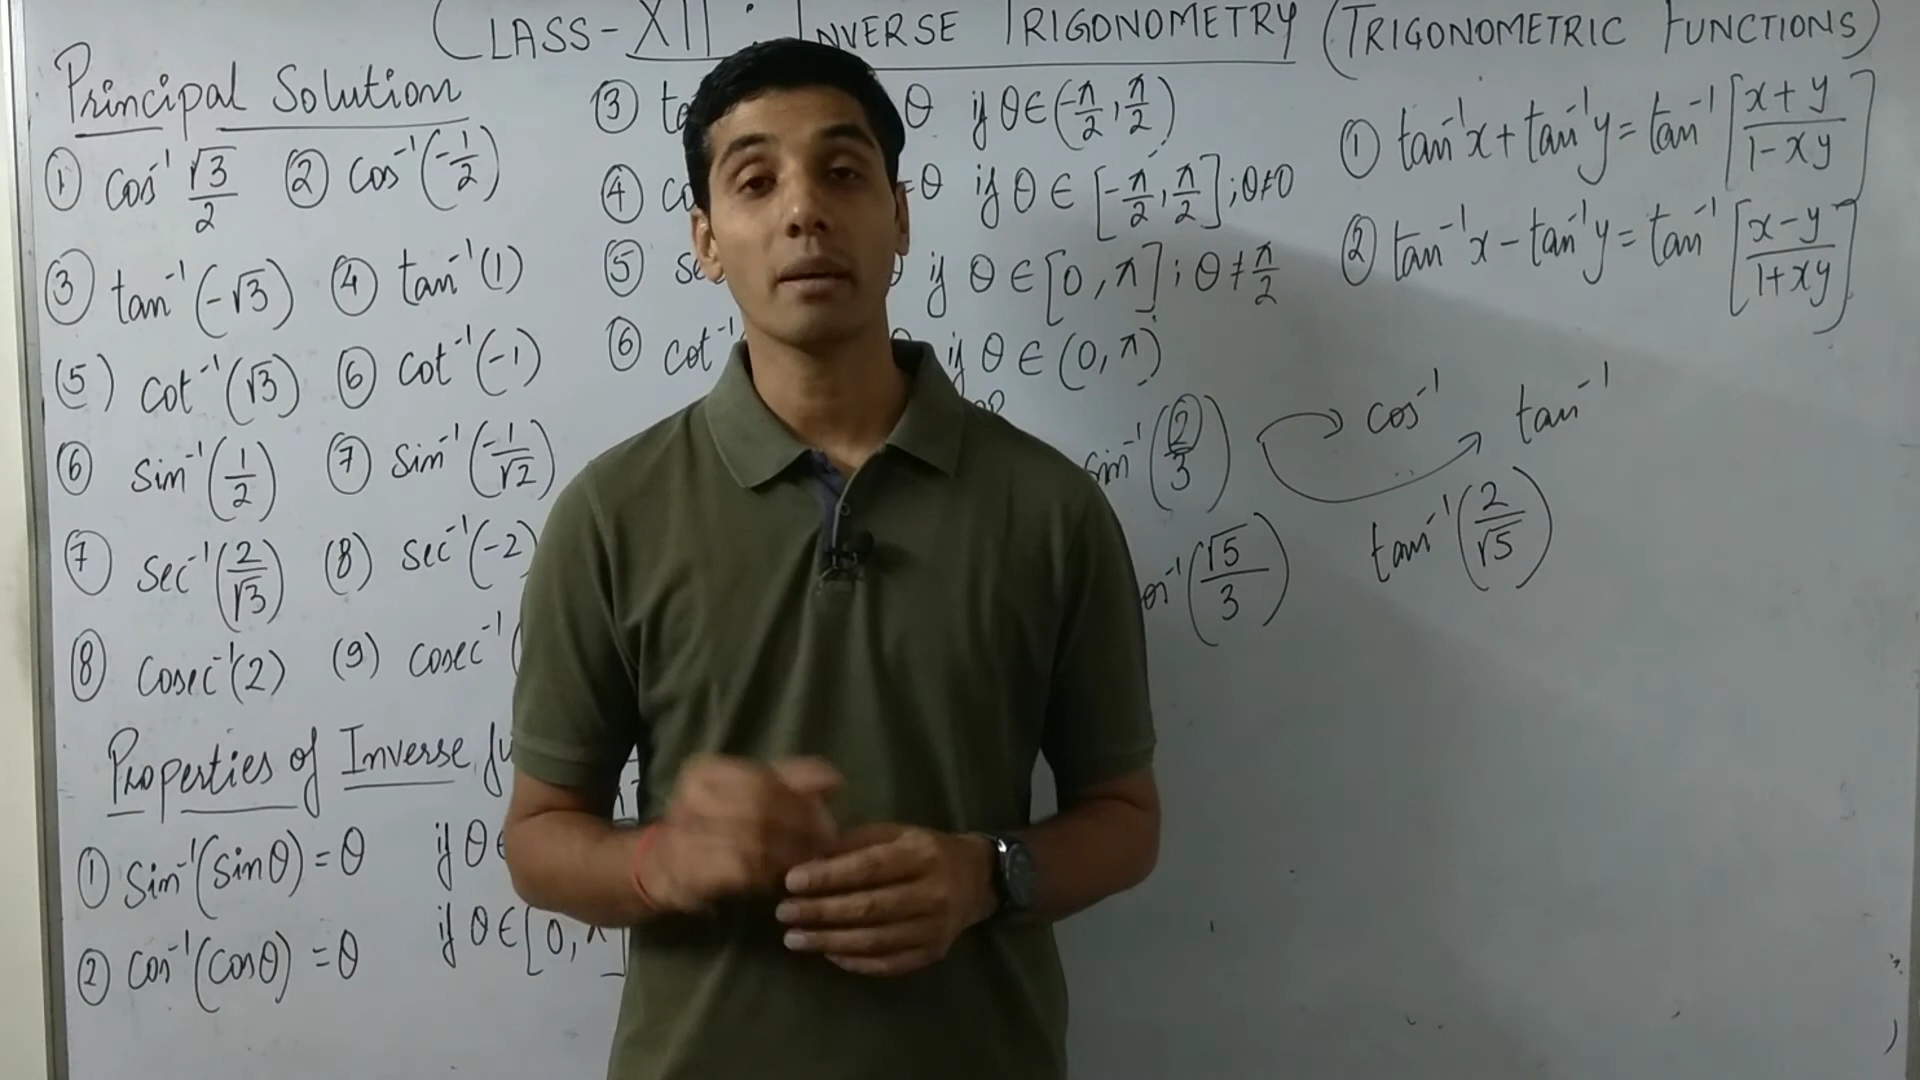 CLASS-XII : INVERSE TRIGONOMETRY (TRIGONOMETRIC FUNCTIONS)
Principal Solution
① cos⁻¹ √3/2 ② cos⁻¹(-1/2)
③ tan⁻¹(-√3) ④ tan⁻¹(1)
(5) cot⁻¹(√3) ⑥ cot⁻¹(-1)
⑥ sin⁻¹(1/2) ⑦ sin⁻¹(-1/√2)
⑦ sec⁻¹(2/√3) (8) sec⁻¹(-2)
⑧ cosec⁻¹(2) (9) cosec⁻¹(
Properties of Inverse
① sin⁻¹(sinθ) = θ if θ ∈
② cos⁻¹(cosθ) = θ if θ ∈ [0, π]
③ θ if θ ∈ (-π/2, π/2)
④ =θ if θ ∈ [-π/2, π/2] ; θ≠0
⑤ if θ ∈ [0, π] ; θ ≠ π/2
⑥ cot⁻¹ if θ ∈ (0, π)
sin⁻¹(2/3) cos⁻¹ tan⁻¹
(√5/3) tan⁻¹(2/√5)
① tan⁻¹x + tan⁻¹y = tan⁻¹[x+y/1-xy]
② tan⁻¹x - tan⁻¹y = tan⁻¹[x-y/1+xy]